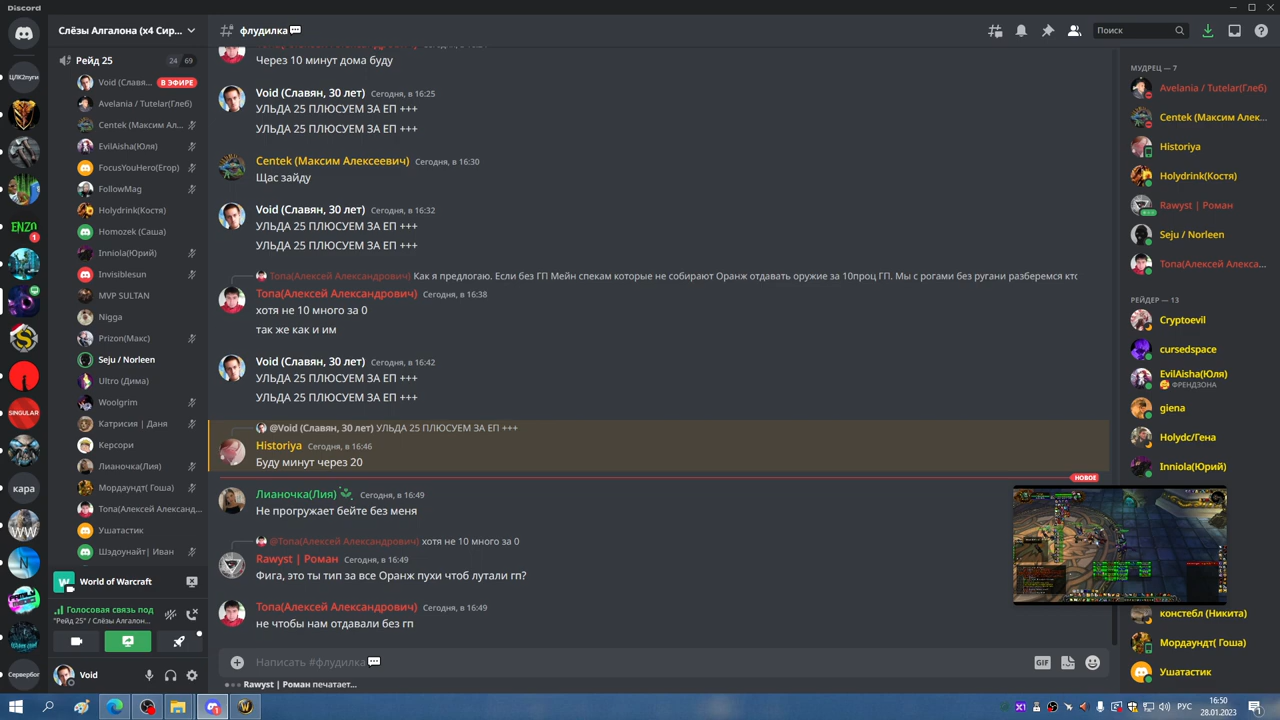 Discord
Слёзы Алгалона (x4 Сир...
флудилка
Поиск
Рейд 25
24 69
Void (Славя...
В ЭФИРЕ
Avelania / Tutelar(Глеб)
Centek (Максим Ал...
EvilAisha(Юля)
FocusYouHero(Егор)
FollowMag
Holydrink(Костя)
Homozek (Саша)
Inniola(Юрий)
Invisiblesun
MVP SULTAN
Nigga
Prizon(Макс)
Seju / Norleen
Ultro (Дима)
Woolgrim
Катрисия | Даня
Керсори
Лианочка(Лия)
Мордаундт( Гоша)
Топа(Алексей Александ...
Ушатастик
Шэдоунайт| Иван
World of Warcraft
Голосовая связь под
"Рейд 25" / Слёзы Алгалон...
Void
ЦЛК2пуги
ENZO
1
SINGULAR
кара
WW
Сервербог
Через 10 минут дома буду
Void (Славян, 30 лет) Сегодня, в 16:25
УЛЬДА 25 ПЛЮСУЕМ ЗА ЕП +++
УЛЬДА 25 ПЛЮСУЕМ ЗА ЕП +++
Centek (Максим Алексеевич) Сегодня, в 16:30
Щас зайду
Void (Славян, 30 лет) Сегодня, в 16:32
УЛЬДА 25 ПЛЮСУЕМ ЗА ЕП +++
УЛЬДА 25 ПЛЮСУЕМ ЗА ЕП +++
Топа(Алексей Александрович) Как я предлогаю. Если без ГП Мейн спекам которые не собирают Оранж отдавать оружие за 10проц ГП. Мы с рогами без ругани разберемся кто
Топа(Алексей Александрович) Сегодня, в 16:38
хотя не 10 много за 0
так же как и им
Void (Славян, 30 лет) Сегодня, в 16:42
УЛЬДА 25 ПЛЮСУЕМ ЗА ЕП +++
УЛЬДА 25 ПЛЮСУЕМ ЗА ЕП +++
@Void (Славян, 30 лет) УЛЬДА 25 ПЛЮСУЕМ ЗА ЕП +++
Historiya Сегодня, в 16:46
Буду минут через 20
НОВОЕ
Лианочка(Лия) Сегодня, в 16:49
Не прогружает бейте без меня
@Топа(Алексей Александрович) хотя не 10 много за 0
Rawyst | Роман Сегодня, в 16:49
Фига, это ты тип за все Оранж пухи чтоб лутали гп?
Топа(Алексей Александрович) Сегодня, в 16:49
не чтобы нам отдавали без гп
Написать #флудилка
GIF
Rawyst | Роман печатает...
МУДРЕЦ — 7
Avelania / Tutelar(Глеб)
Centek (Максим Алек...
Historiya
Holydrink(Костя)
Rawyst | Роман
Seju / Norleen
Топа(Алексей Алекса...
РЕЙДЕР — 13
Cryptoevil
cursedspace
EvilAisha(Юля)
ФРЕНДЗОНА
giena
Holydc/Гена
Inniola(Юрий)
констебл (Никита)
Мордаундт( Гоша)
Ушатастик
РУС
16:50
28.01.2023
1